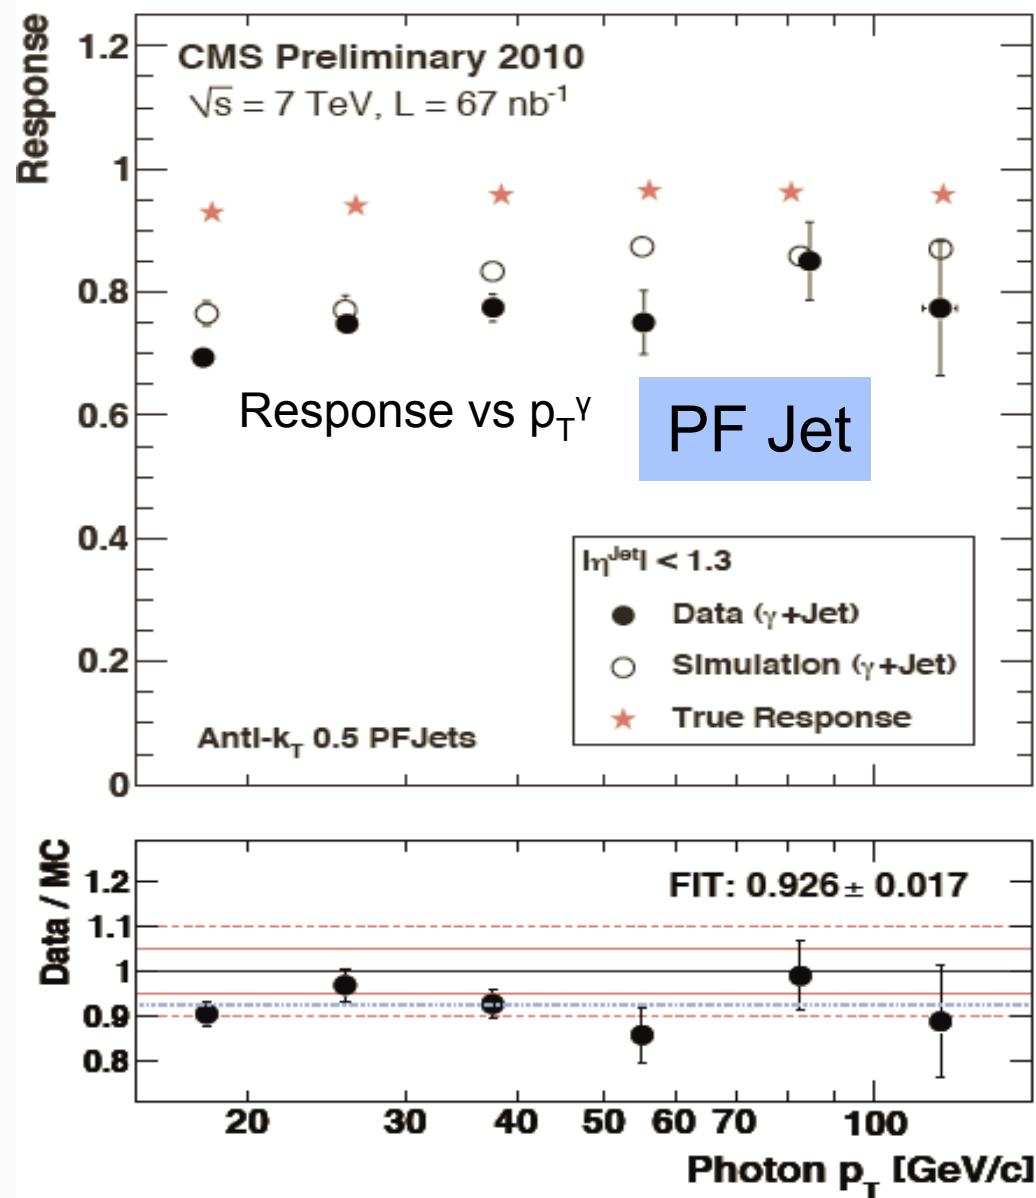 Response
1.2
CMS Preliminary 2010
√s = 7 TeV, L = 67 nb⁻¹
1
0.8
0.6
Response vs p_T^γ
PF Jet
0.4
|η^Jet| < 1.3
Data (γ+Jet)
0.2
Simulation (γ+Jet)
True Response
Anti-k_T 0.5 PFJets
0
Data / MC
1.2
FIT: 0.926 ± 0.017
1.1
1
0.9
0.8
20 30 40 50 60 70 100
Photon p_T [GeV/c]